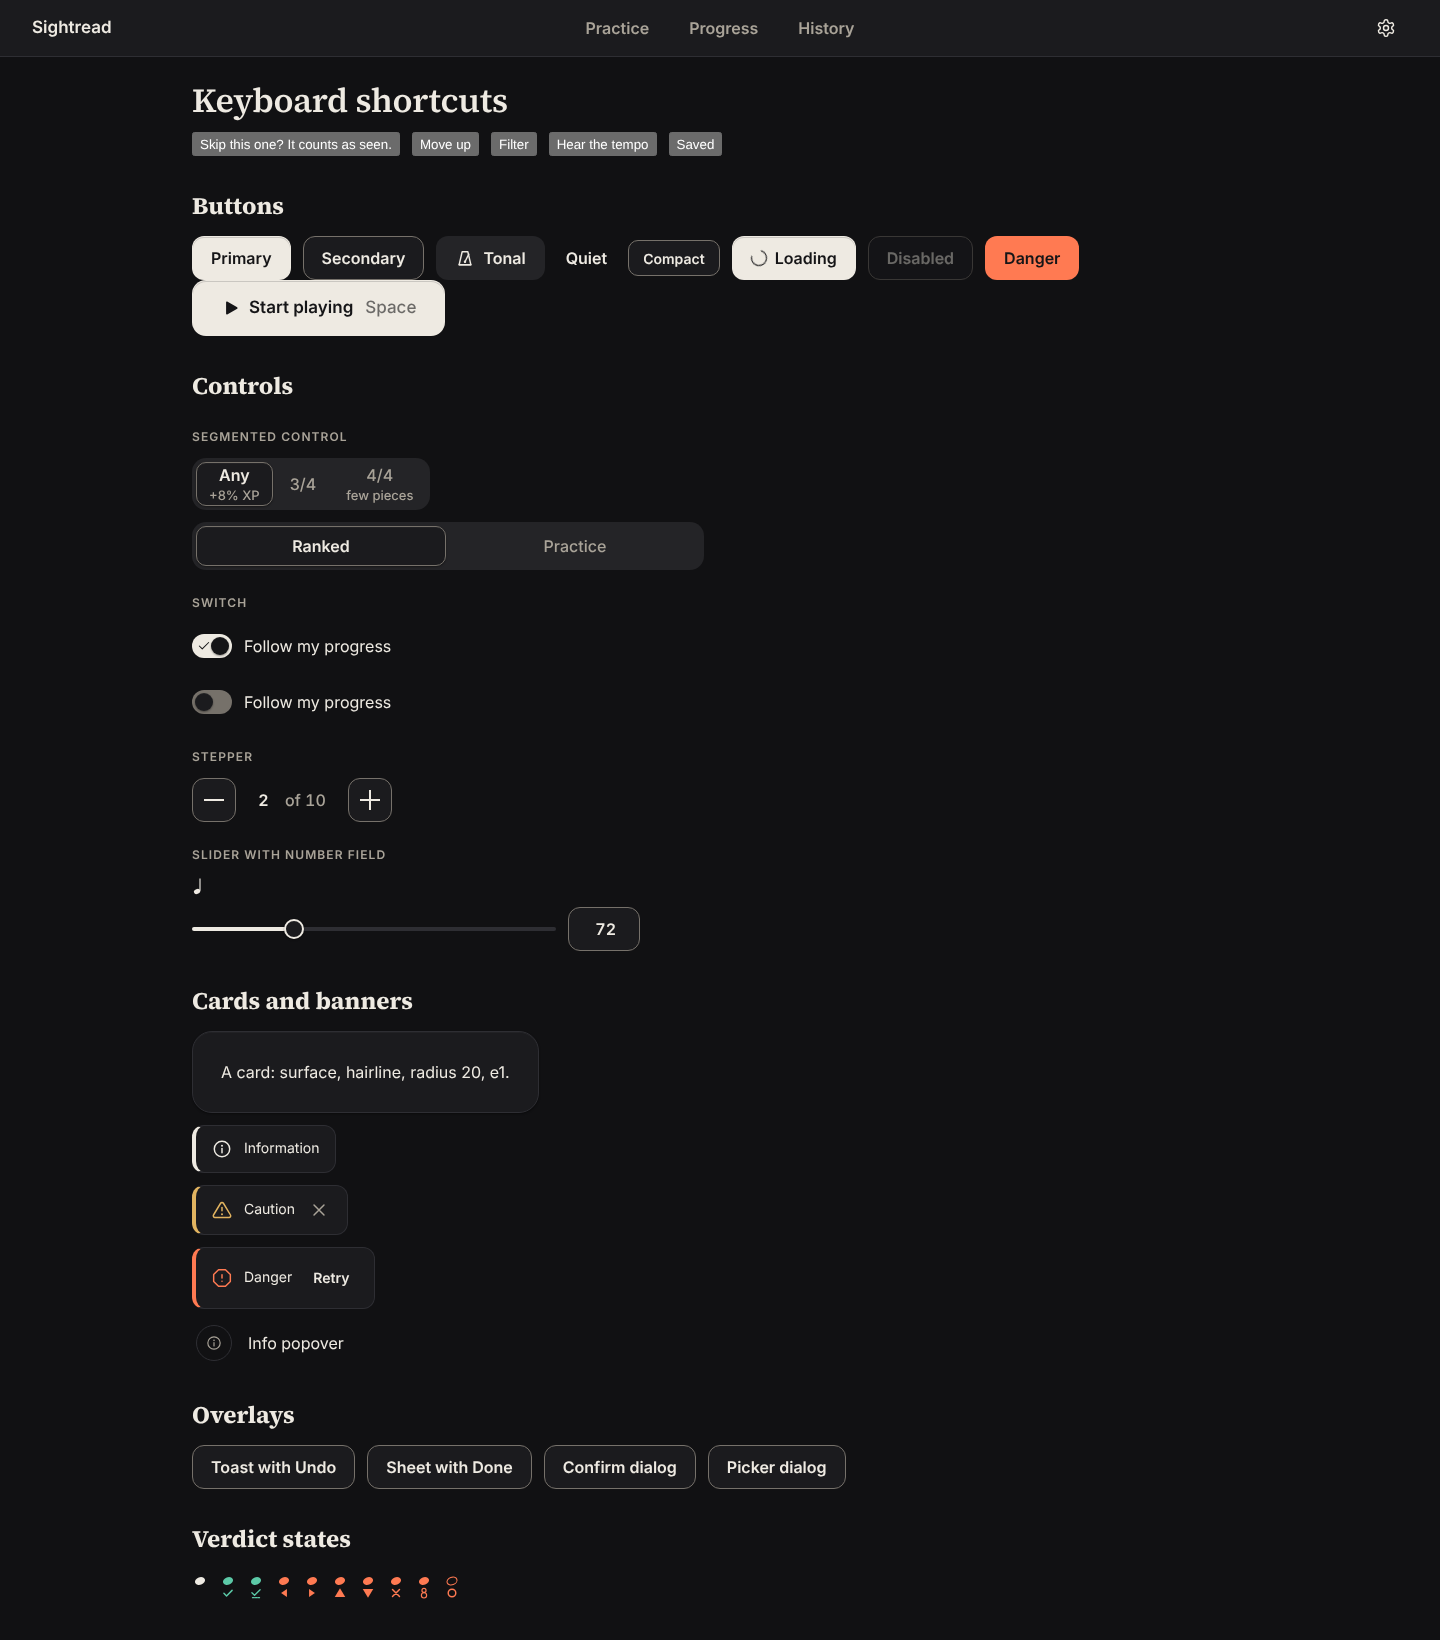 Sightread
Practice Progress History
Keyboard shortcuts
Skip this one? It counts as seen. Move up Filter Hear the tempo Saved
Buttons
Primary Secondary Tonal Quiet Compact Loading Disabled Danger
Start playing Space
Controls
SEGMENTED CONTROL
Any 3/4 4/4
+8% XP few pieces
Ranked Practice
SWITCH
Follow my progress
Follow my progress
STEPPER
2 of 10
SLIDER WITH NUMBER FIELD
72
Cards and banners
A card: surface, hairline, radius 20, e1.
Information
Caution
Danger Retry
Info popover
Overlays
Toast with Undo Sheet with Done Confirm dialog Picker dialog
Verdict states